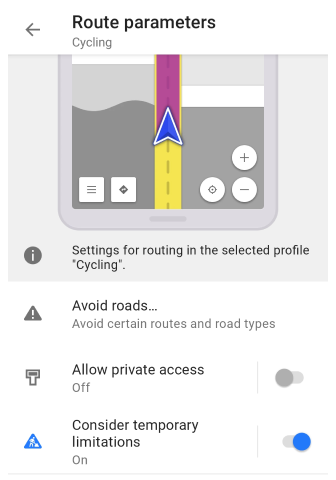 Route parameters
Cycling
Settings for routing in the selected profile
"Cycling".
Avoid roads...
Avoid certain routes and road types
Allow private access
Off
Consider temporary
limitations
On